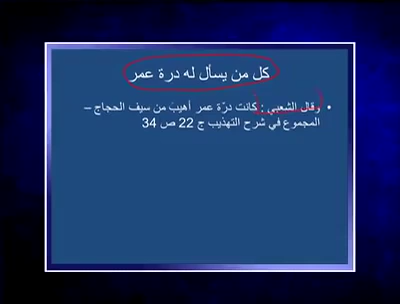 كل من يسأل له درة عمر
• وقال الشعبي : كانت درّة عمر أهيبَ من سيف الحجاج –
المجموع في شرح التهذيب ج 22 ص 34